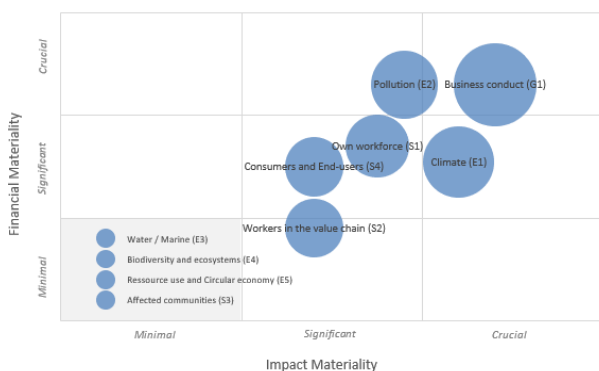 Crucial
Pollution (E2)
Business conduct (G1)
Own workforce (S1)
Significant
Consumers and End-users (S4)
Climate (E1)
Financial Materiality
Workers in the value chain (S2)
Water / Marine (E3)
Biodiversity and ecosystems (E4)
Minimal
Ressource use and Circular economy (E5)
Affected communities (S3)
Minimal
Significant
Crucial
Impact Materiality